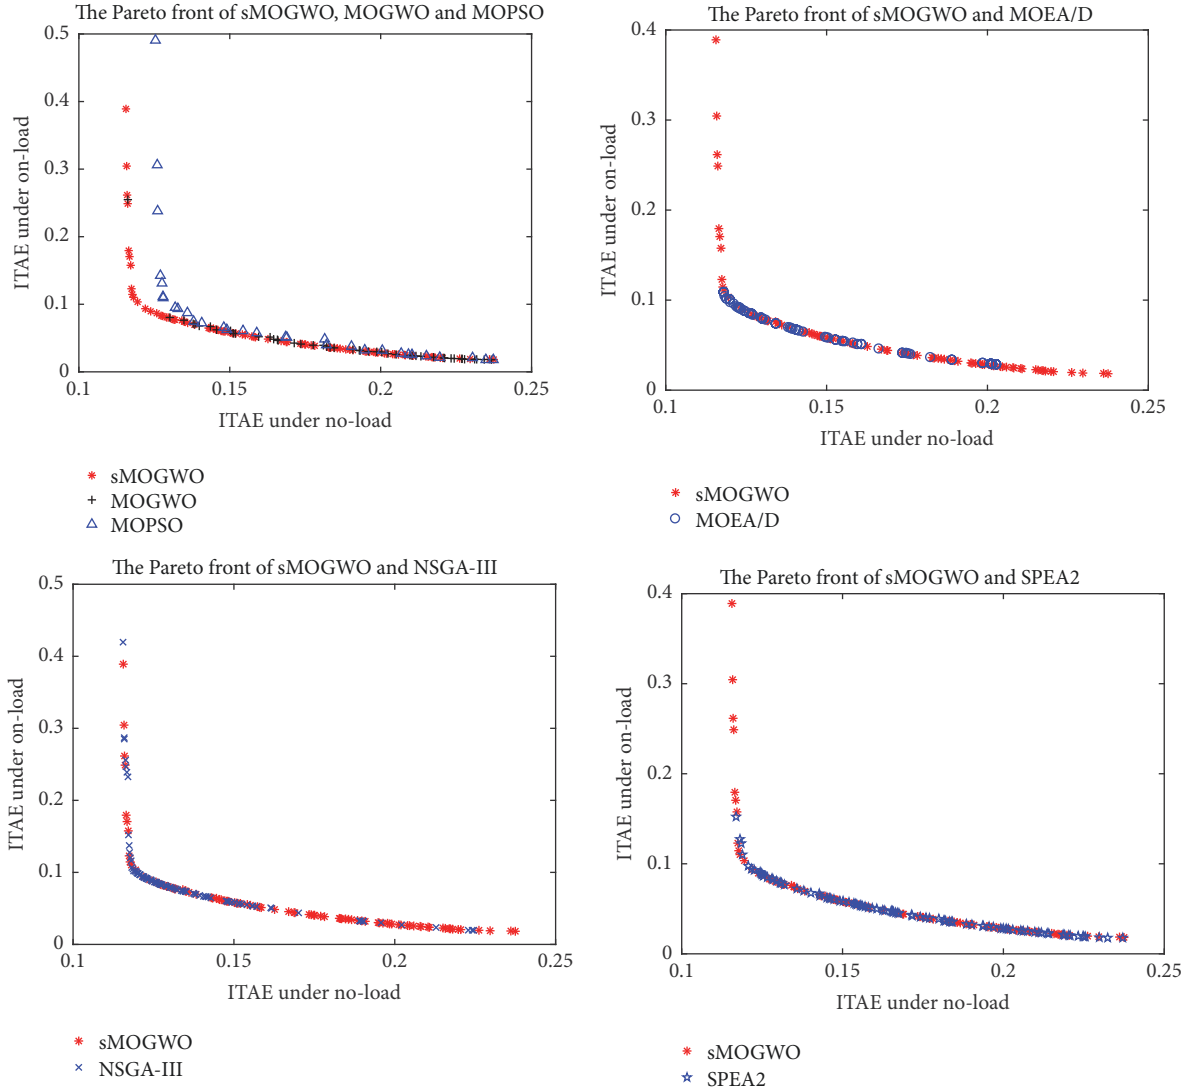 The Pareto front of sMOGWO, MOGWO and MOPSO
0.5
0.4
0.3
0.2
0.1
0
ITAE under on-load
0.1
0.15
0.2
0.25
ITAE under no-load
sMOGWO
MOGWO
MOPSO
The Pareto front of sMOGWO and MOEA/D
0.4
0.3
0.2
0.1
0
ITAE under on-load
0.1
0.15
0.2
0.25
ITAE under no-load
sMOGWO
MOEA/D
The Pareto front of sMOGWO and NSGA-III
0.5
0.4
0.3
0.2
0.1
0
ITAE under on-load
0.1
0.15
0.2
0.25
ITAE under no-load
sMOGWO
NSGA-III
The Pareto front of sMOGWO and SPEA2
0.4
0.3
0.2
0.1
0
ITAE under on-load
0.1
0.15
0.2
0.25
ITAE under no-load
sMOGWO
SPEA2